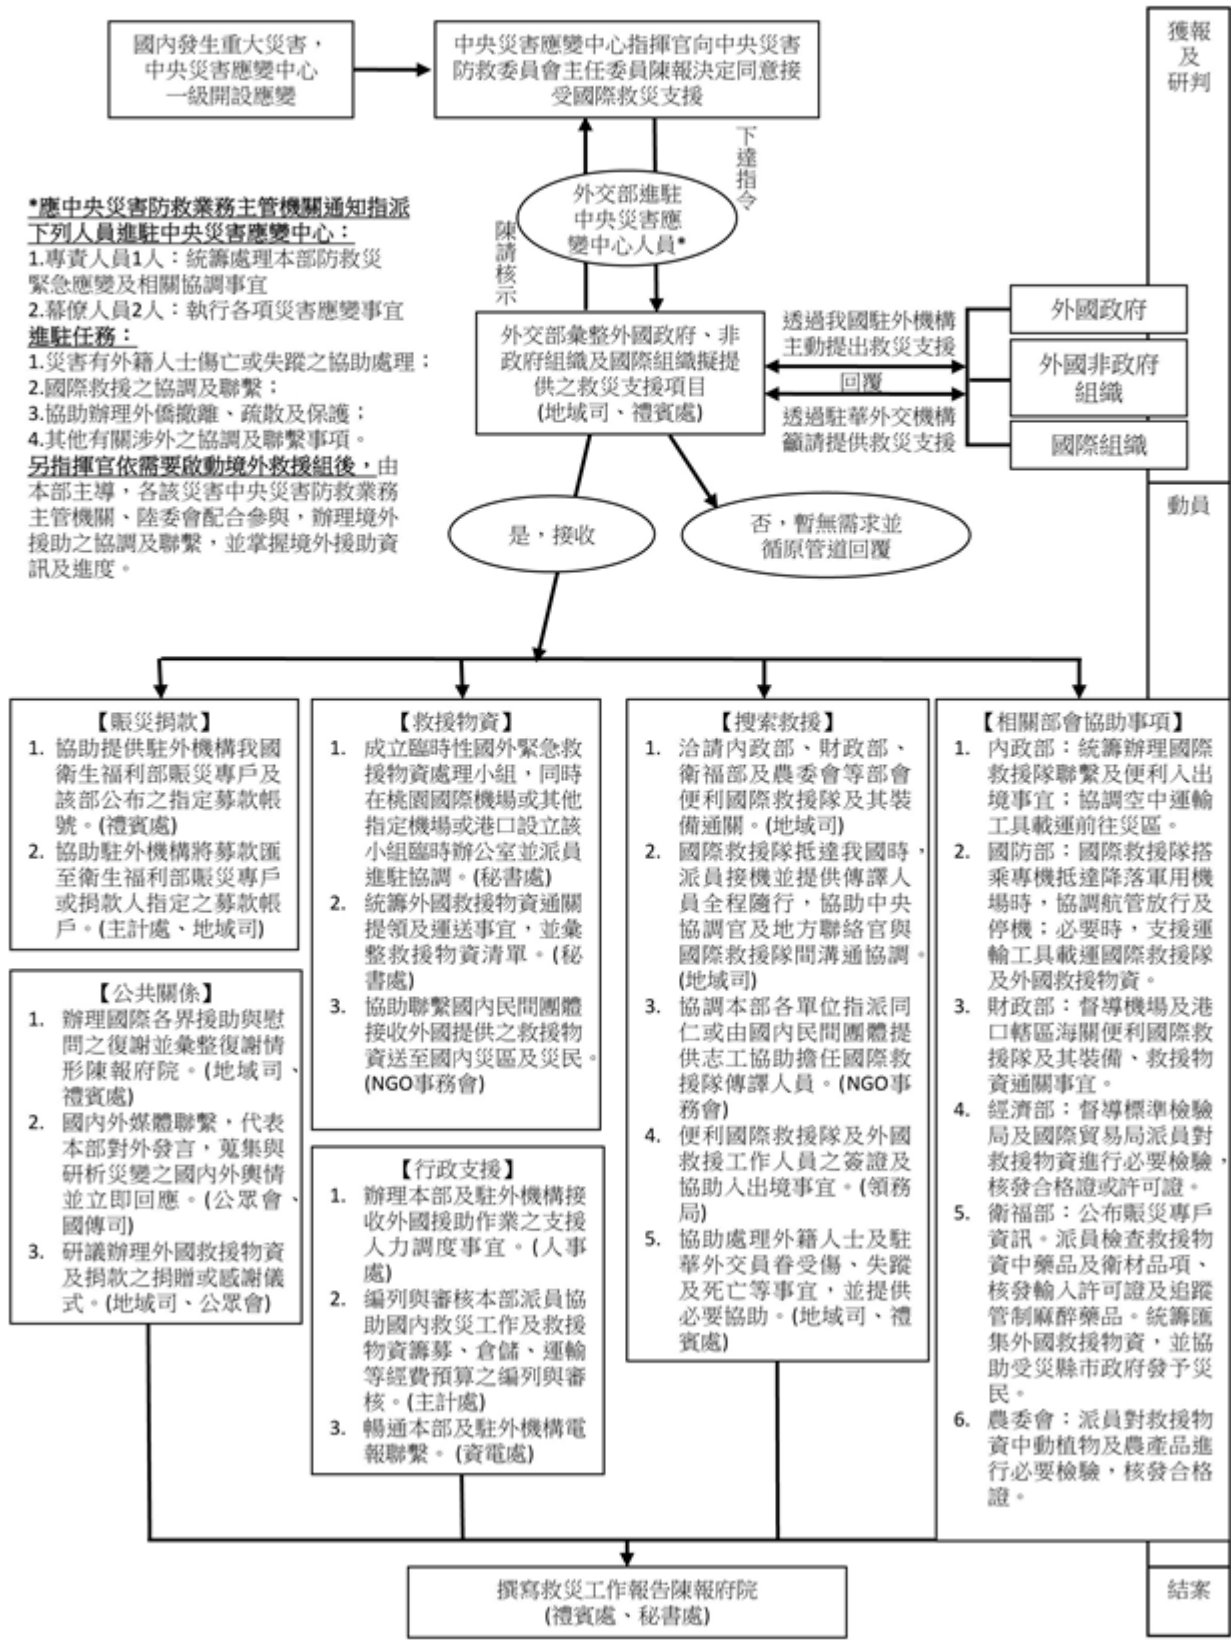 國內發生重大災害，
中央災害應變中心
一級開設應變
中央災害應變中心指揮官向中央災害
防救委員會主任委員陳報決定同意接
受國際救災支援
獲報
及
研判
下達指令
外交部進駐
中央災害應
變中心人員*
陳請核示
*應中央災害防救業務主管機關通知指派
下列人員進駐中央災害應變中心：
1.專責人員1人：統籌處理本部防救災
緊急應變及相關協調事宜
2.幕僚人員2人：執行各項災害應變事宜
進駐任務：
1.災害有外籍人士傷亡或失蹤之協助處理；
2.國際救援之協調及聯繫；
3.協助辦理外僑撤離、疏散及保護；
4.其他有關涉外之協調及聯繫事項。
另指揮官依需要啟動境外救援組後，由
本部主導，各該災害中央災害防救業務
主管機關、陸委會配合參與，辦理境外
援助之協調及聯繫，並掌握境外援助資
訊及進度。
外交部彙整外國政府、非
政府組織及國際組織擬提
供之救災支援項目
(地域司、禮賓處)
透過我國駐外機構
主動提出救災支援
回覆
透過駐華外交機構
籲請提供救災支援
外國政府
外國非政府
組織
國際組織
動員
是，接收
否，暫無需求並
循原管道回覆
【賑災捐款】
1. 協助提供駐外機構我國
衛生福利部賑災專戶及
該部公布之指定募款帳
號。(禮賓處)
2. 協助駐外機構將募款匯
至衛生福利部賑災專戶
或捐款人指定之募款帳
戶。(主計處、地域司)
【公共關係】
1. 辦理國際各界援助與慰
問之復謝並彙整復謝情
形陳報府院。(地域司、
禮賓處)
2. 國內外媒體聯繫，代表
本部對外發言，蒐集與
研析災變之國內外輿情
並立即回應。(公眾會、
國傳司)
3. 研議辦理外國救援物資
及捐款之捐贈或感謝儀
式。(地域司、公眾會)
【救援物資】
1. 成立臨時性國外緊急救
援物資處理小組，同時
在桃園國際機場或其他
指定機場或港口設立該
小組臨時辦公室並派員
進駐協調。(秘書處)
2. 統籌外國救援物資通關
提領及運送事宜，並彙
整救援物資清單。(秘
書處)
3. 協助聯繫國內民間團體
接收外國提供之救援物
資送至國內災區及災民。
(NGO事務會)
【行政支援】
1. 辦理本部及駐外機構接
收外國援助作業之支援
人力調度事宜。(人事
處)
2. 編列與審核本部派員協
助國內救災工作及救援
物資籌募、倉儲、運輸
等經費預算之編列與審
核。(主計處)
3. 暢通本部及駐外機構電
報聯繫。(資電處)
【搜索救援】
1. 洽請內政部、財政部、
衛福部及農委會等部會
便利國際救援隊及其裝
備通關。(地域司)
2. 國際救援隊抵達我國時，
派員接機並提供傳譯人
員全程隨行，協助中央
協調官及地方聯絡官與
國際救援隊間溝通協調。
(地域司)
3. 協調本部各單位指派同
仁或由國內民間團體提
供志工協助擔任國際救
援隊傳譯人員。(NGO事
務會)
4. 便利國際救援隊及外國
救援工作人員之簽證及
協助入出境事宜。(領務
局)
5. 協助處理外籍人士及駐
華外交員眷受傷、失蹤
及死亡等事宜，並提供
必要協助。(地域司、禮
賓處)
【相關部會協助事項】
1. 內政部：統籌辦理國際
救援隊聯繫及便利入出
境事宜；協調空中運輸
工具載運前往災區。
2. 國防部：國際救援隊搭
乘專機抵達降落軍用機
場時，協調航管放行及
停機；必要時，支援運
輸工具載運國際救援隊
及外國救援物資。
3. 財政部：督導機場及港
口轄區海關便利國際救
援隊及其裝備、救援物
資通關事宜。
4. 經濟部：督導標準檢驗
局及國際貿易局派員對
救援物資進行必要檢驗，
核發合格證或許可證。
5. 衛福部：公布賑災專戶
資訊。派員檢查救援物
資中藥品及衛材品項、
核發輸入許可證及追蹤
管制麻醉藥品。統籌匯
集外國救援物資，並協
助受災縣市政府發予災
民。
6. 農委會：派員對救援物
資中動植物及農產品進
行必要檢驗，核發合格
證。
撰寫救災工作報告陳報府院
(禮賓處、秘書處)
結案